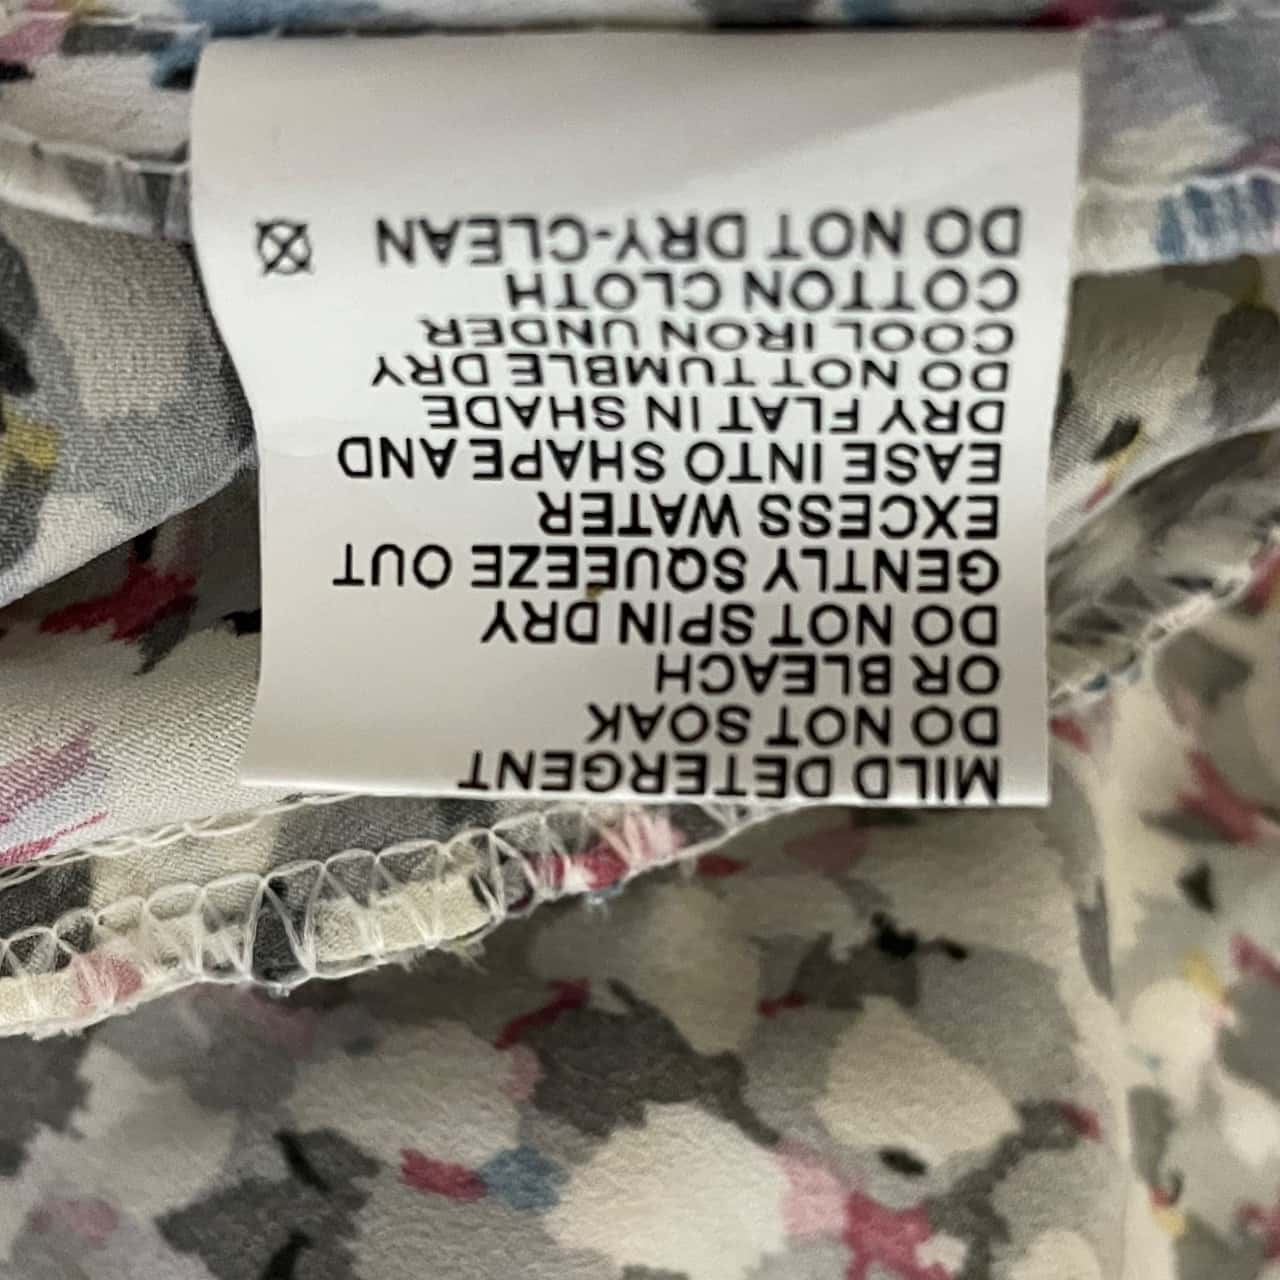 MILD DETERGENT
DO NOT SOAK
OR BLEACH
DO NOT SPIN DRY
GENTLY SQUEEZE OUT
EXCESS WATER
EASE INTO SHAPE AND
DRY FLAT IN SHADE
DO NOT TUMBLE DRY
COOL IRON UNDER
COTTON CLOTH
DO NOT DRY-CLEAN